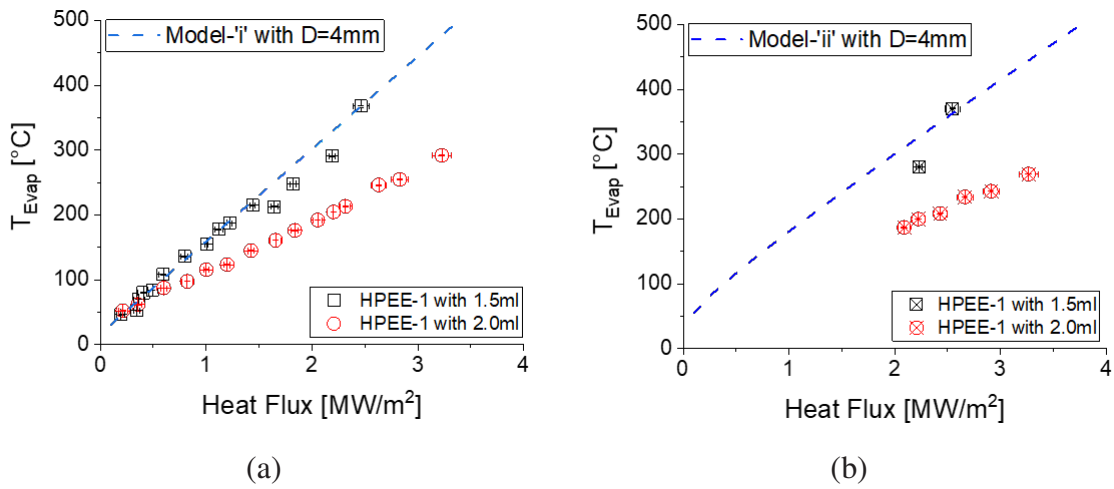 500
400
300
200
100
0
T_Evap [°C]
Model-'i' with D=4mm
HPEE-1 with 1.5ml
HPEE-1 with 2.0ml
0 1 2 3 4
Heat Flux [MW/m²]
(a)
500
400
300
200
100
0
T_Evap [°C]
Model-'ii' with D=4mm
HPEE-1 with 1.5ml
HPEE-1 with 2.0ml
0 1 2 3 4
Heat Flux [MW/m²]
(b)